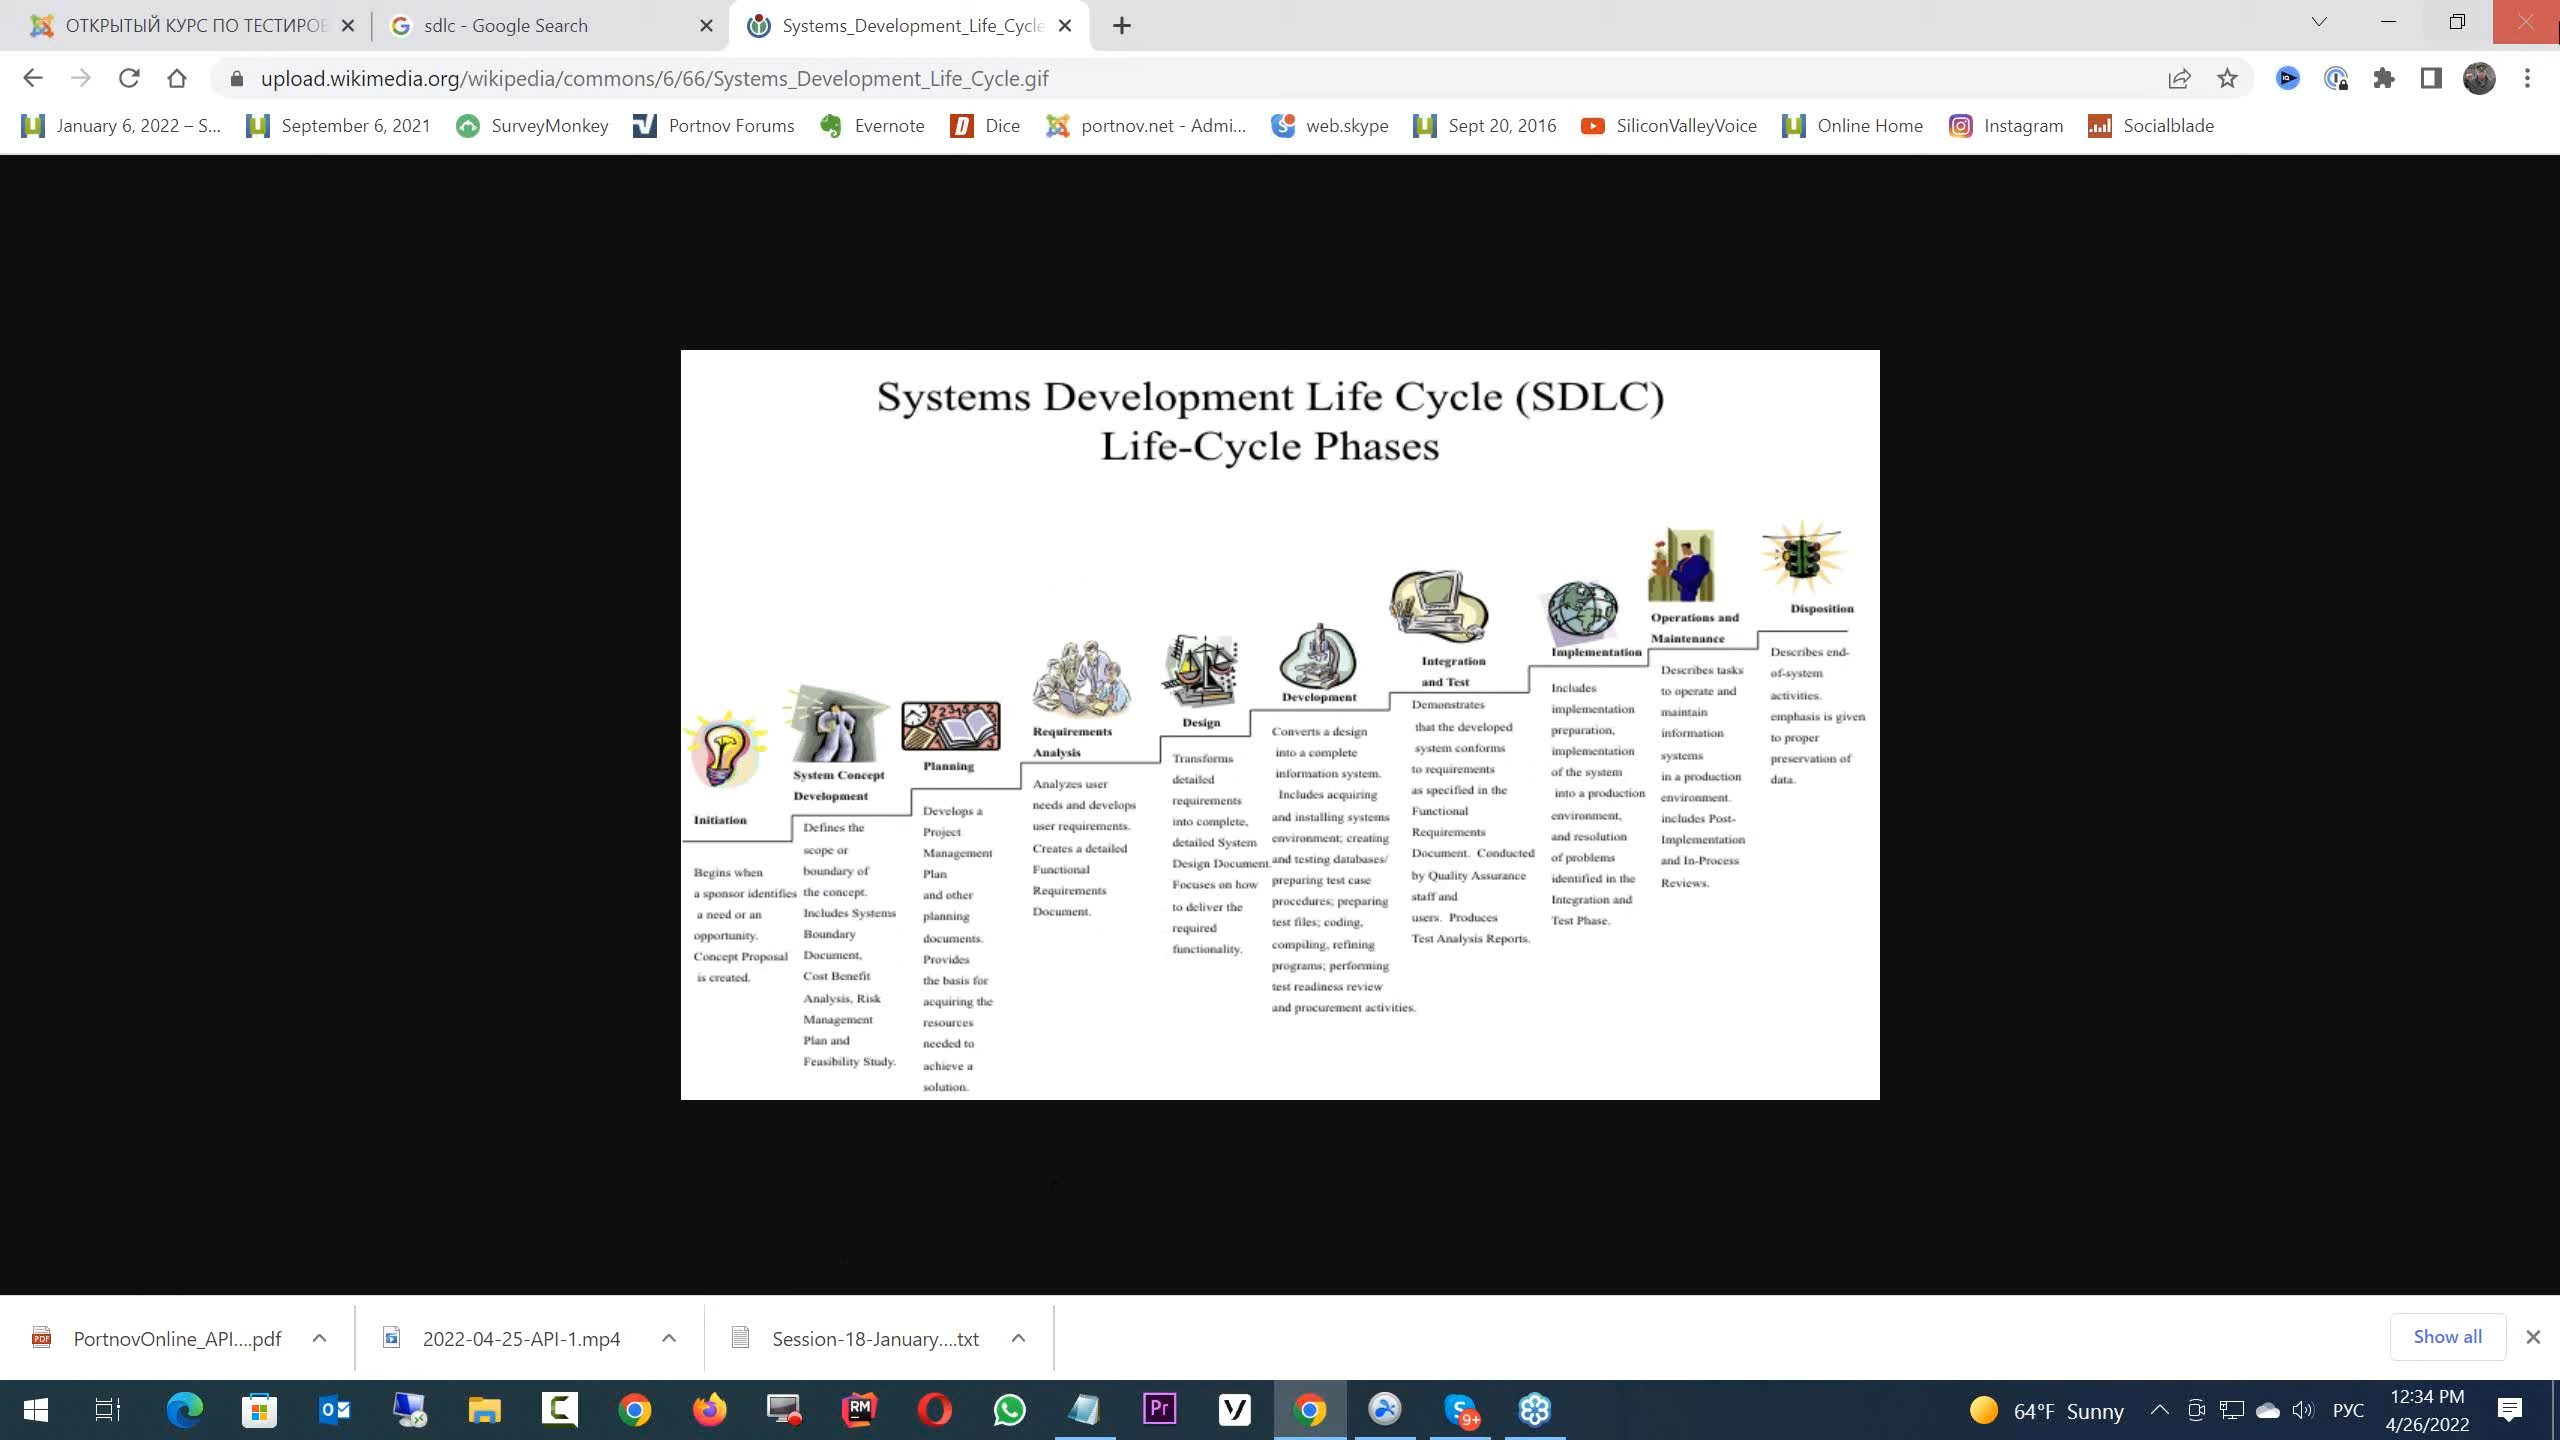 ОТКРЫТЫЙ КУРС ПО ТЕСТИРОВ
sdlc - Google Search
Systems_Development_Life_Cycle
upload.wikimedia.org/wikipedia/commons/6/66/Systems_Development_Life_Cycle.gif
January 6, 2022 – S...
September 6, 2021
SurveyMonkey
Portnov Forums
Evernote
Dice
portnov.net - Admi...
web.skype
Sept 20, 2016
SiliconValleyVoice
Online Home
Instagram
Socialblade
Systems Development Life Cycle (SDLC)
Life-Cycle Phases
Initiation
Begins when
a sponsor identifies
a need or an
opportunity.
Concept Proposal
is created.
System Concept
Development
Defines the
scope or
boundary of
the concept.
Includes Systems
Boundary
Document,
Cost Benefit
Analysis, Risk
Management
Plan and
Feasibility Study.
Planning
Develops a
Project
Management
Plan
and other
planning
documents.
Provides
the basis for
acquiring the
resources
needed to
achieve a
solution.
Requirements
Analysis
Analyzes user
needs and develops
user requirements.
Creates a detailed
Functional
Requirements
Document.
Design
Transforms
detailed
requirements
into complete,
detailed System
Design Document.
Focuses on how
to deliver the
required
functionality.
Development
Converts a design
into a complete
information system.
Includes acquiring
and installing systems
environment; creating
and testing databases/
preparing test case
procedures; preparing
test files; coding,
compiling, refining
programs; performing
test readiness review
and procurement activities.
Integration
and Test
Demonstrates
that the developed
system conforms
to requirements
as specified in the
Functional
Requirements
Document. Conducted
by Quality Assurance
staff and
users. Produces
Test Analysis Reports.
Implementation
Includes
implementation
preparation,
implementation
of the system
into a production
environment,
and resolution
of problems
identified in the
Integration and
Test Phase.
Operations and
Maintenance
Describes tasks
to operate and
maintain
information
systems
in a production
environment.
includes Post-
Implementation
and In-Process
Reviews.
Disposition
Describes end-
of-system
activities.
emphasis is given
to proper
preservation of
data.
PortnovOnline_API....pdf
2022-04-25-API-1.mp4
Session-18-January....txt
Show all
64°F Sunny
РУС
12:34 PM
4/26/2022